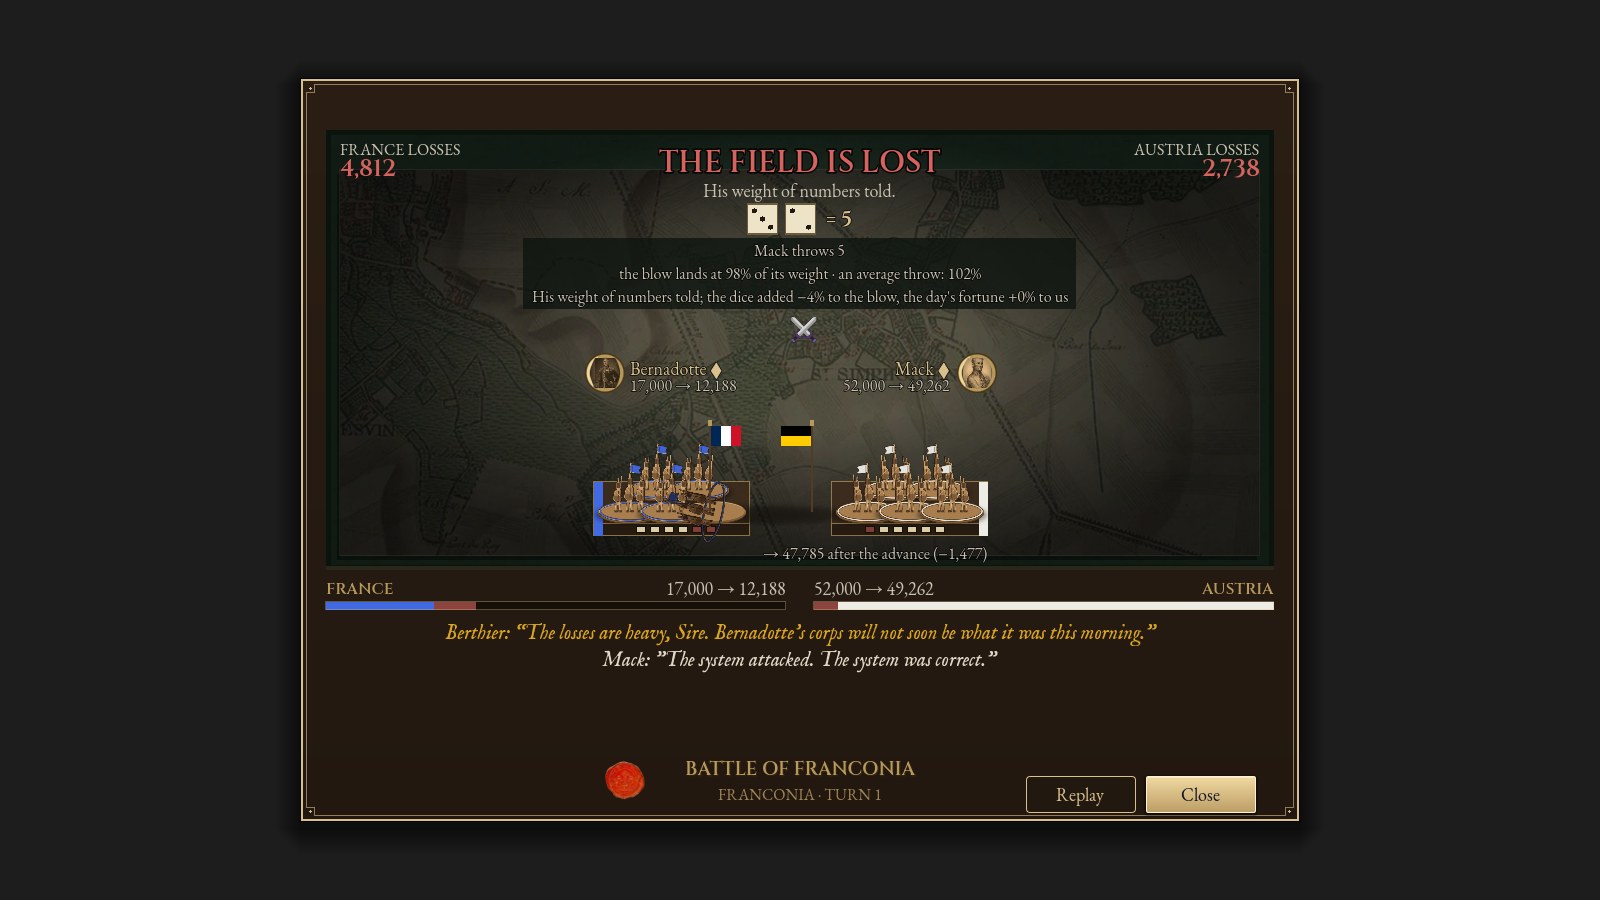 FRANCE LOSSES
4,812
THE FIELD IS LOST
AUSTRIA LOSSES
2,738
His weight of numbers told.
= 5
Mack throws 5
the blow lands at 98% of its weight · an average throw: 102%
His weight of numbers told; the dice added −4% to the blow, the day's fortune +0% to us
Bernadotte
17,000 → 12,188
Mack
52,000 → 49,262
→ 47,785 after the advance (−1,477)
FRANCE
17,000 → 12,188
52,000 → 49,262
AUSTRIA
Berthier: “The losses are heavy, Sire. Bernadotte’s corps will not soon be what it was this morning.”
Mack: ”The system attacked. The system was correct.”
BATTLE OF FRANCONIA
FRANCONIA · TURN 1
Replay
Close